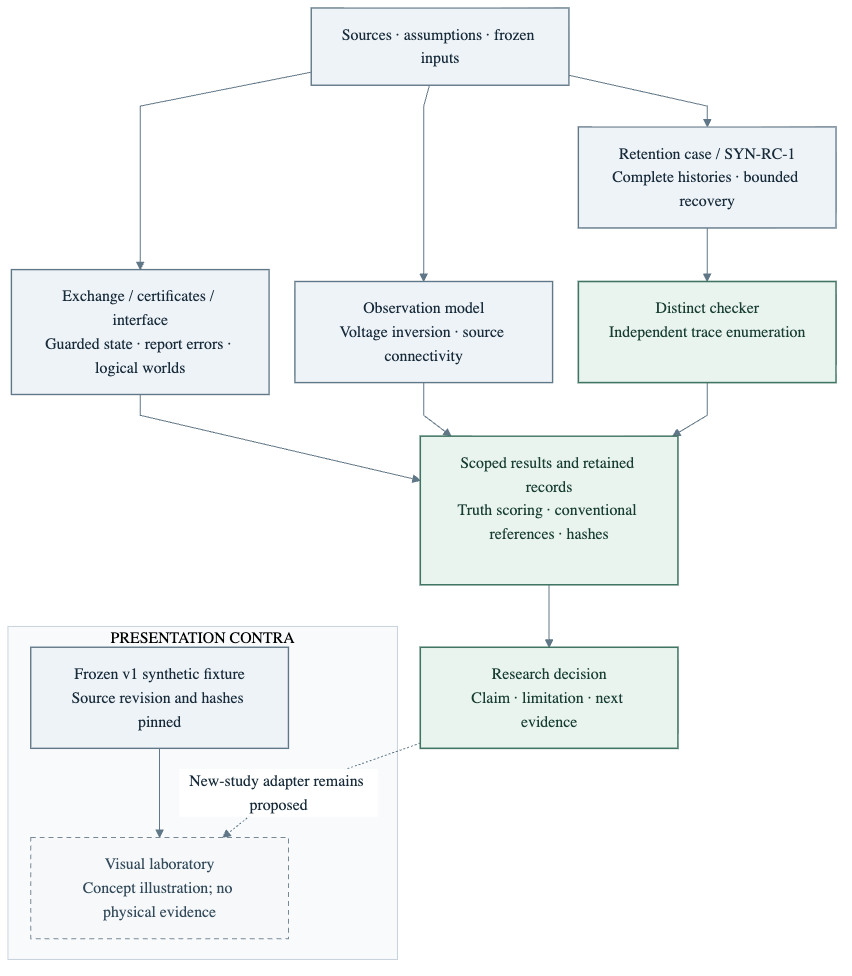 Sources · assumptions · frozen
inputs
Retention case / SYN-RC-1
Complete histories · bounded
recovery
Exchange / certificates /
interface
Guarded state · report errors ·
logical worlds
Observation model
Voltage inversion · source
connectivity
Distinct checker
Independent trace enumeration
Scoped results and retained
records
Truth scoring · conventional
references · hashes
PRESENTATION CONTRA
Frozen v1 synthetic fixture
Source revision and hashes
pinned
Research decision
Claim · limitation · next
evidence
New-study adapter remains
proposed
Visual laboratory
Concept illustration; no
physical evidence